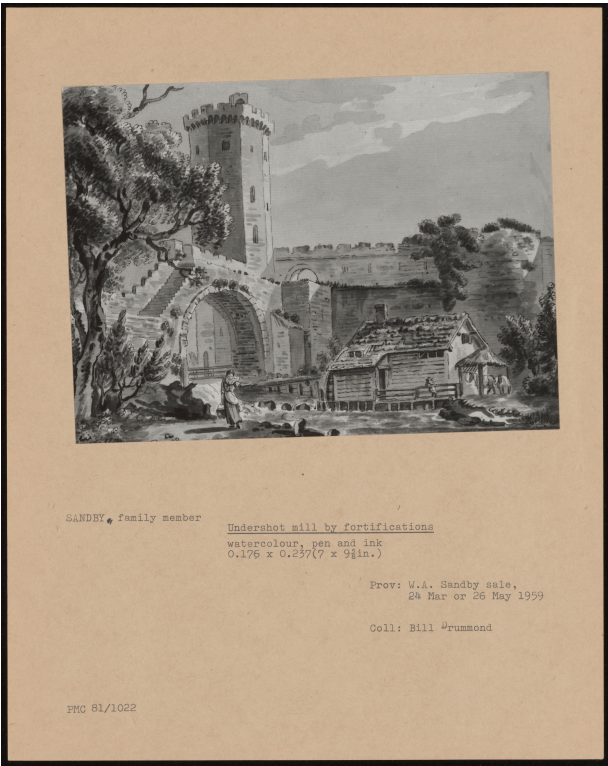 SANDBY, family member
Undershot mill by fortifications
watercolour, pen and ink
0.176 x 0.237(7 x 9⅜in.)
Prov: W.A. Sandby sale,
24 Mar or 26 May 1959
Coll: Bill Drummond
PMC 81/1022